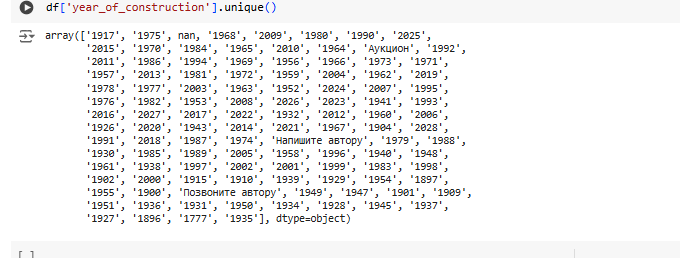 df['year_of_construction'].unique()
array(['1917', '1975', nan, '1968', '2009', '1980', '1990', '2025',
'2015', '1970', '1984', '1965', '2010', '1964', 'Аукцион', '1992',
'2011', '1986', '1994', '1969', '1956', '1966', '1973', '1971',
'1957', '2013', '1981', '1972', '1959', '2004', '1962', '2019',
'1978', '1977', '2003', '1963', '1952', '2024', '2007', '1995',
'1976', '1982', '1953', '2008', '2026', '2023', '1941', '1993',
'2016', '2027', '2017', '2022', '1932', '2012', '1960', '2006',
'1926', '2020', '1943', '2014', '2021', '1967', '1904', '2028',
'1991', '2018', '1987', '1974', 'Напишите автору', '1979', '1988',
'1930', '1985', '1989', '2005', '1958', '1996', '1940', '1948',
'1961', '1938', '1997', '2002', '2001', '1999', '1983', '1998',
'1902', '2000', '1915', '1910', '1939', '1929', '1954', '1897',
'1955', '1900', 'Позвоните автору', '1949', '1947', '1901', '1909',
'1951', '1936', '1931', '1950', '1934', '1928', '1945', '1937',
'1927', '1896', '1777', '1935'], dtype=object)
[ ]